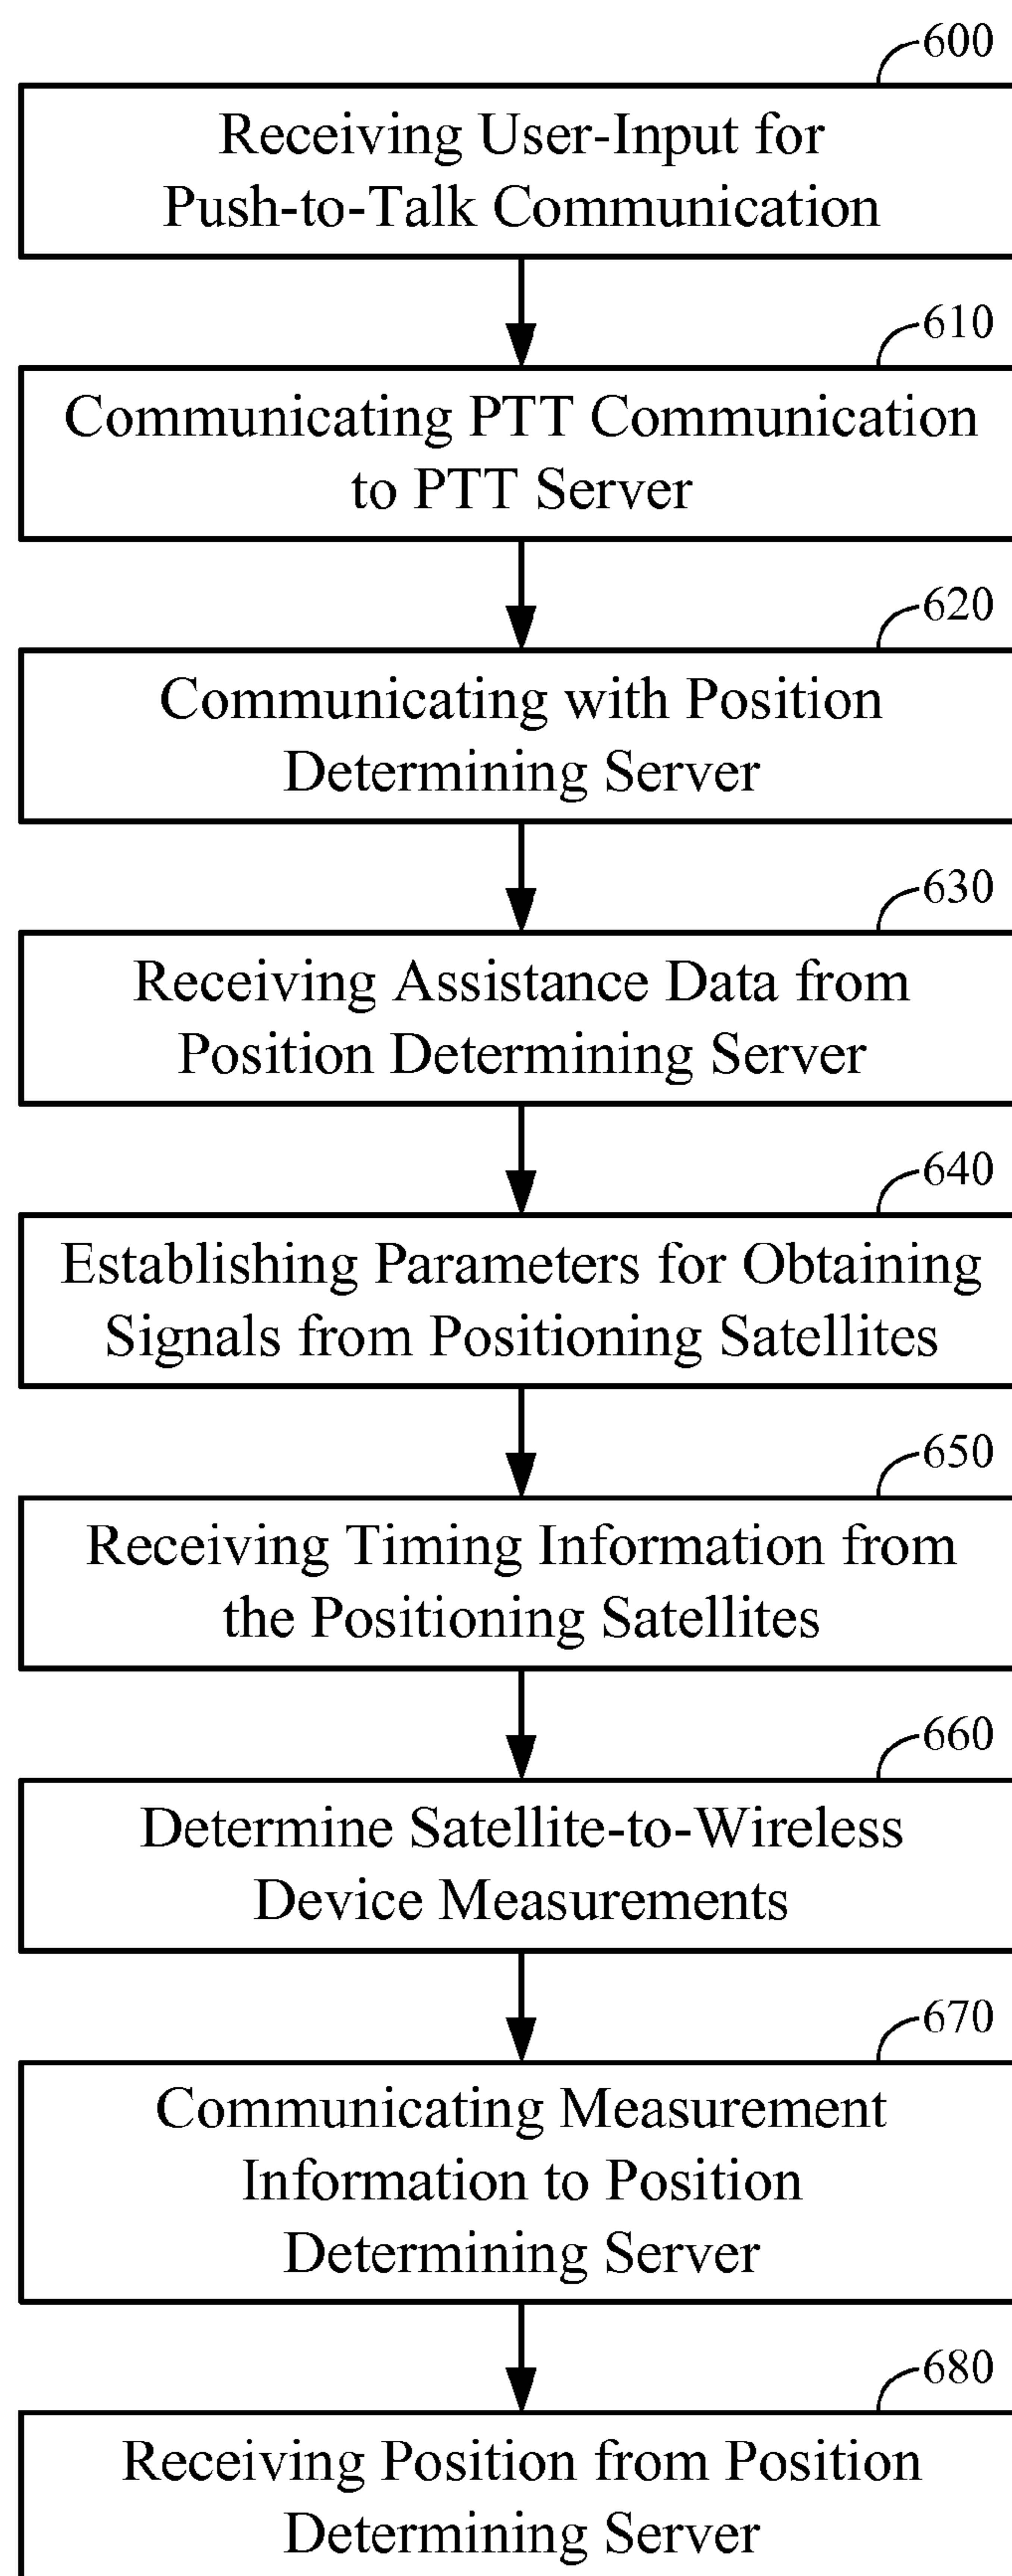 600
Receiving User-Input for
Push-to-Talk Communication
610
Communicating PTT Communication
to PTT Server
620
Communicating with Position
Determining Server
630
Receiving Assistance Data from
Position Determining Server
640
Establishing Parameters for Obtaining
Signals from Positioning Satellites
650
Receiving Timing Information from
the Positioning Satellites
660
Determine Satellite-to-Wireless
Device Measurements
670
Communicating Measurement
Information to Position
Determining Server
680
Receiving Position from Position
Determining Server